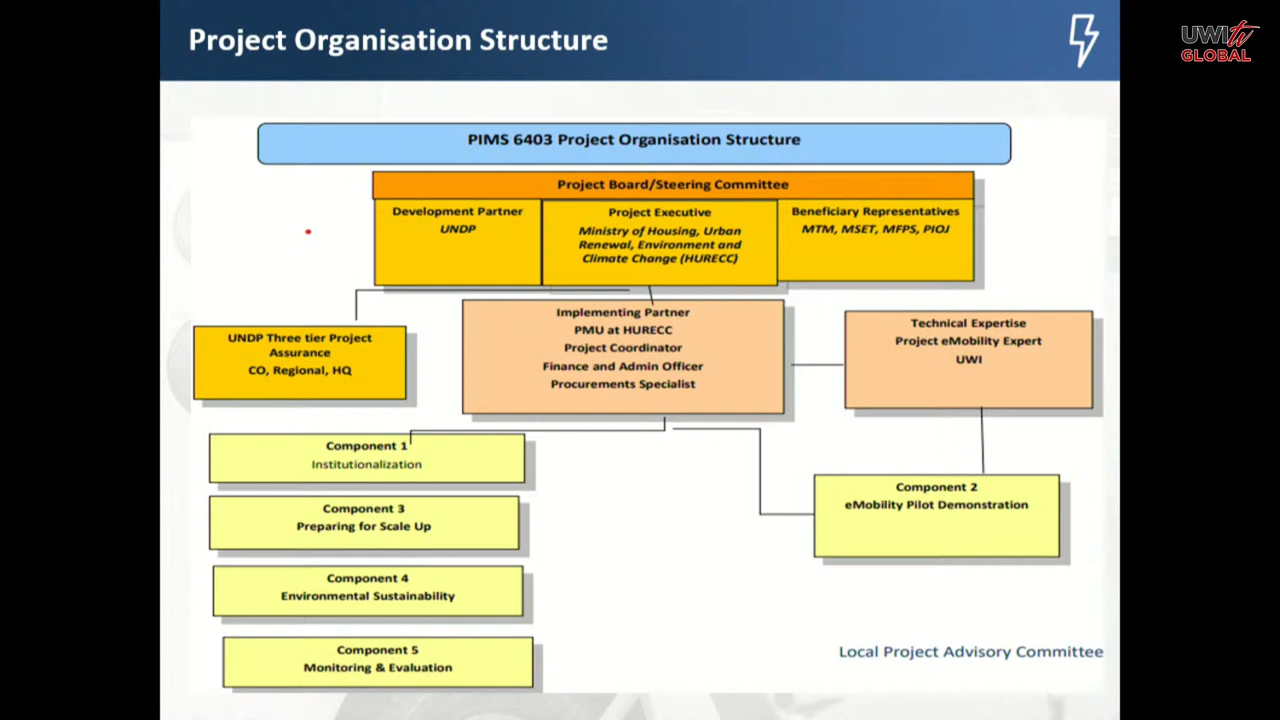 Project Organisation Structure
UWI tv
GLOBAL
PIMS 6403 Project Organisation Structure
Project Board/Steering Committee
Development Partner
UNDP
Project Executive
Ministry of Housing, Urban
Renewal, Environment and
Climate Change (HURECC)
Beneficiary Representatives
MTM, MSET, MFPS, PIOJ
UNDP Three tier Project
Assurance
CO, Regional, HQ
Implementing Partner
PMU at HURECC
Project Coordinator
Finance and Admin Officer
Procurements Specialist
Technical Expertise
Project eMobility Expert
UWI
Component 1
Institutionalization
Component 3
Preparing for Scale Up
Component 4
Environmental Sustainability
Component 5
Monitoring & Evaluation
Component 2
eMobility Pilot Demonstration
Local Project Advisory Committee